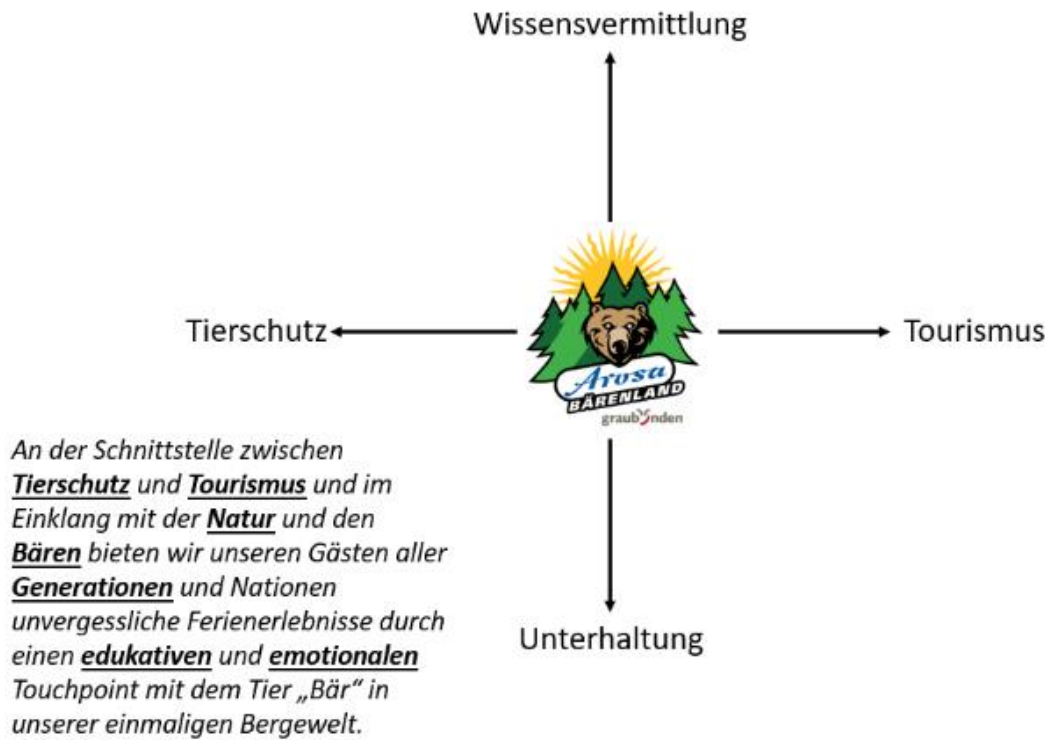 Wissensvermittlung
Tierschutz
Tourismus
Arosa
BÄRENLAND
graubünden
An der Schnittstelle zwischen
Tierschutz und Tourismus und im
Einklang mit der Natur und den
Bären bieten wir unseren Gästen aller
Generationen und Nationen
unvergessliche Ferienerlebnisse durch
einen edukativen und emotionalen
Touchpoint mit dem Tier „Bär“ in
unserer einmaligen Bergewelt.
Unterhaltung